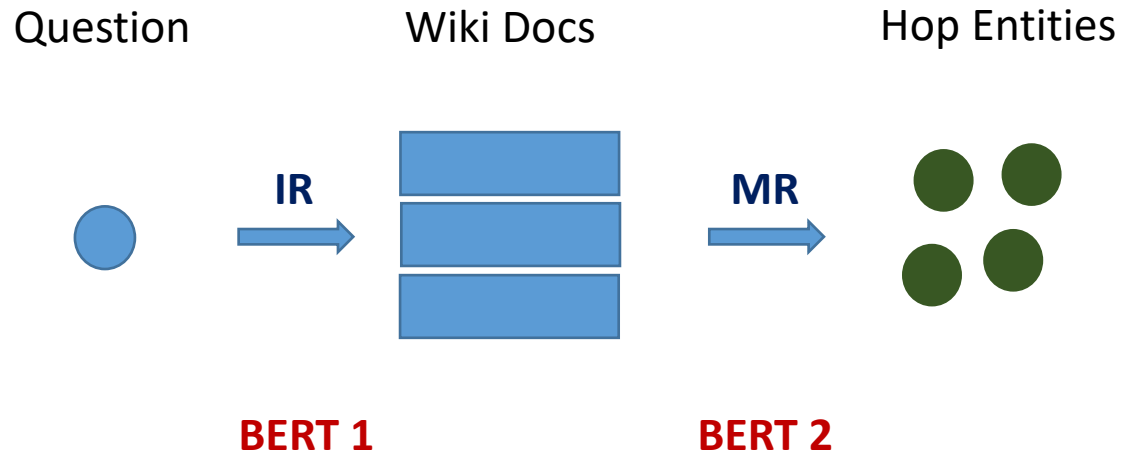 Question
Wiki Docs
Hop Entities
IR
MR
BERT 1
BERT 2